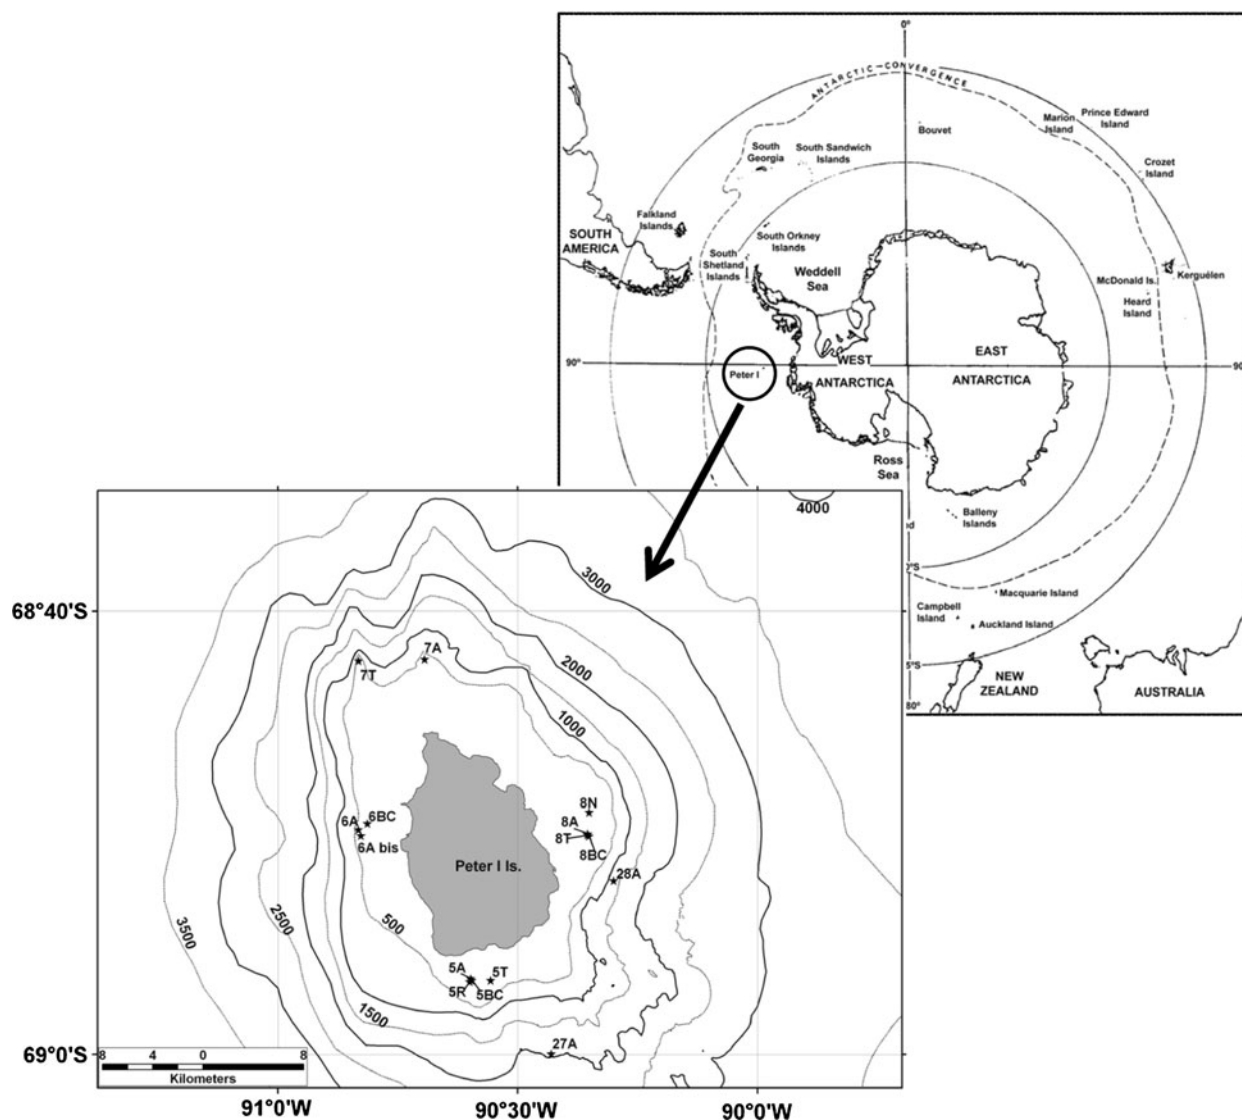 0°
ANTARCTIC-CONVERGENCE
Prince Edward
Island
Marion
Island
Bouvet
South
Georgia
South Sandwich
Islands
Crozet
Island
Falkland
Islands
SOUTH
AMERICA
South Orkney
Islands
South
Shetland
Islands
Weddell
Sea
McDonald Is.
Kerguélen
Heard
Island
90°
WEST
EAST
90
Peter I
ANTARCTICA
ANTARCTICA
Ross
Sea
Balleny
Islands
nd
0°S
Macquarie Island
Campbell
Island
Auckland Island
5°S
NEW
ZEALAND
AUSTRALIA
80°
4000
3000
68°40'S
2000
7A
7T
1000
8N
6BC
6A
8A
6A bis
8T
8BC
Peter I Is.
28A
500
2500
3500
5A
5T
5R
5BC
1500
27A
69°0'S
8 4 0 8
Kilometers
91°0'W
90°30'W
90°0'W